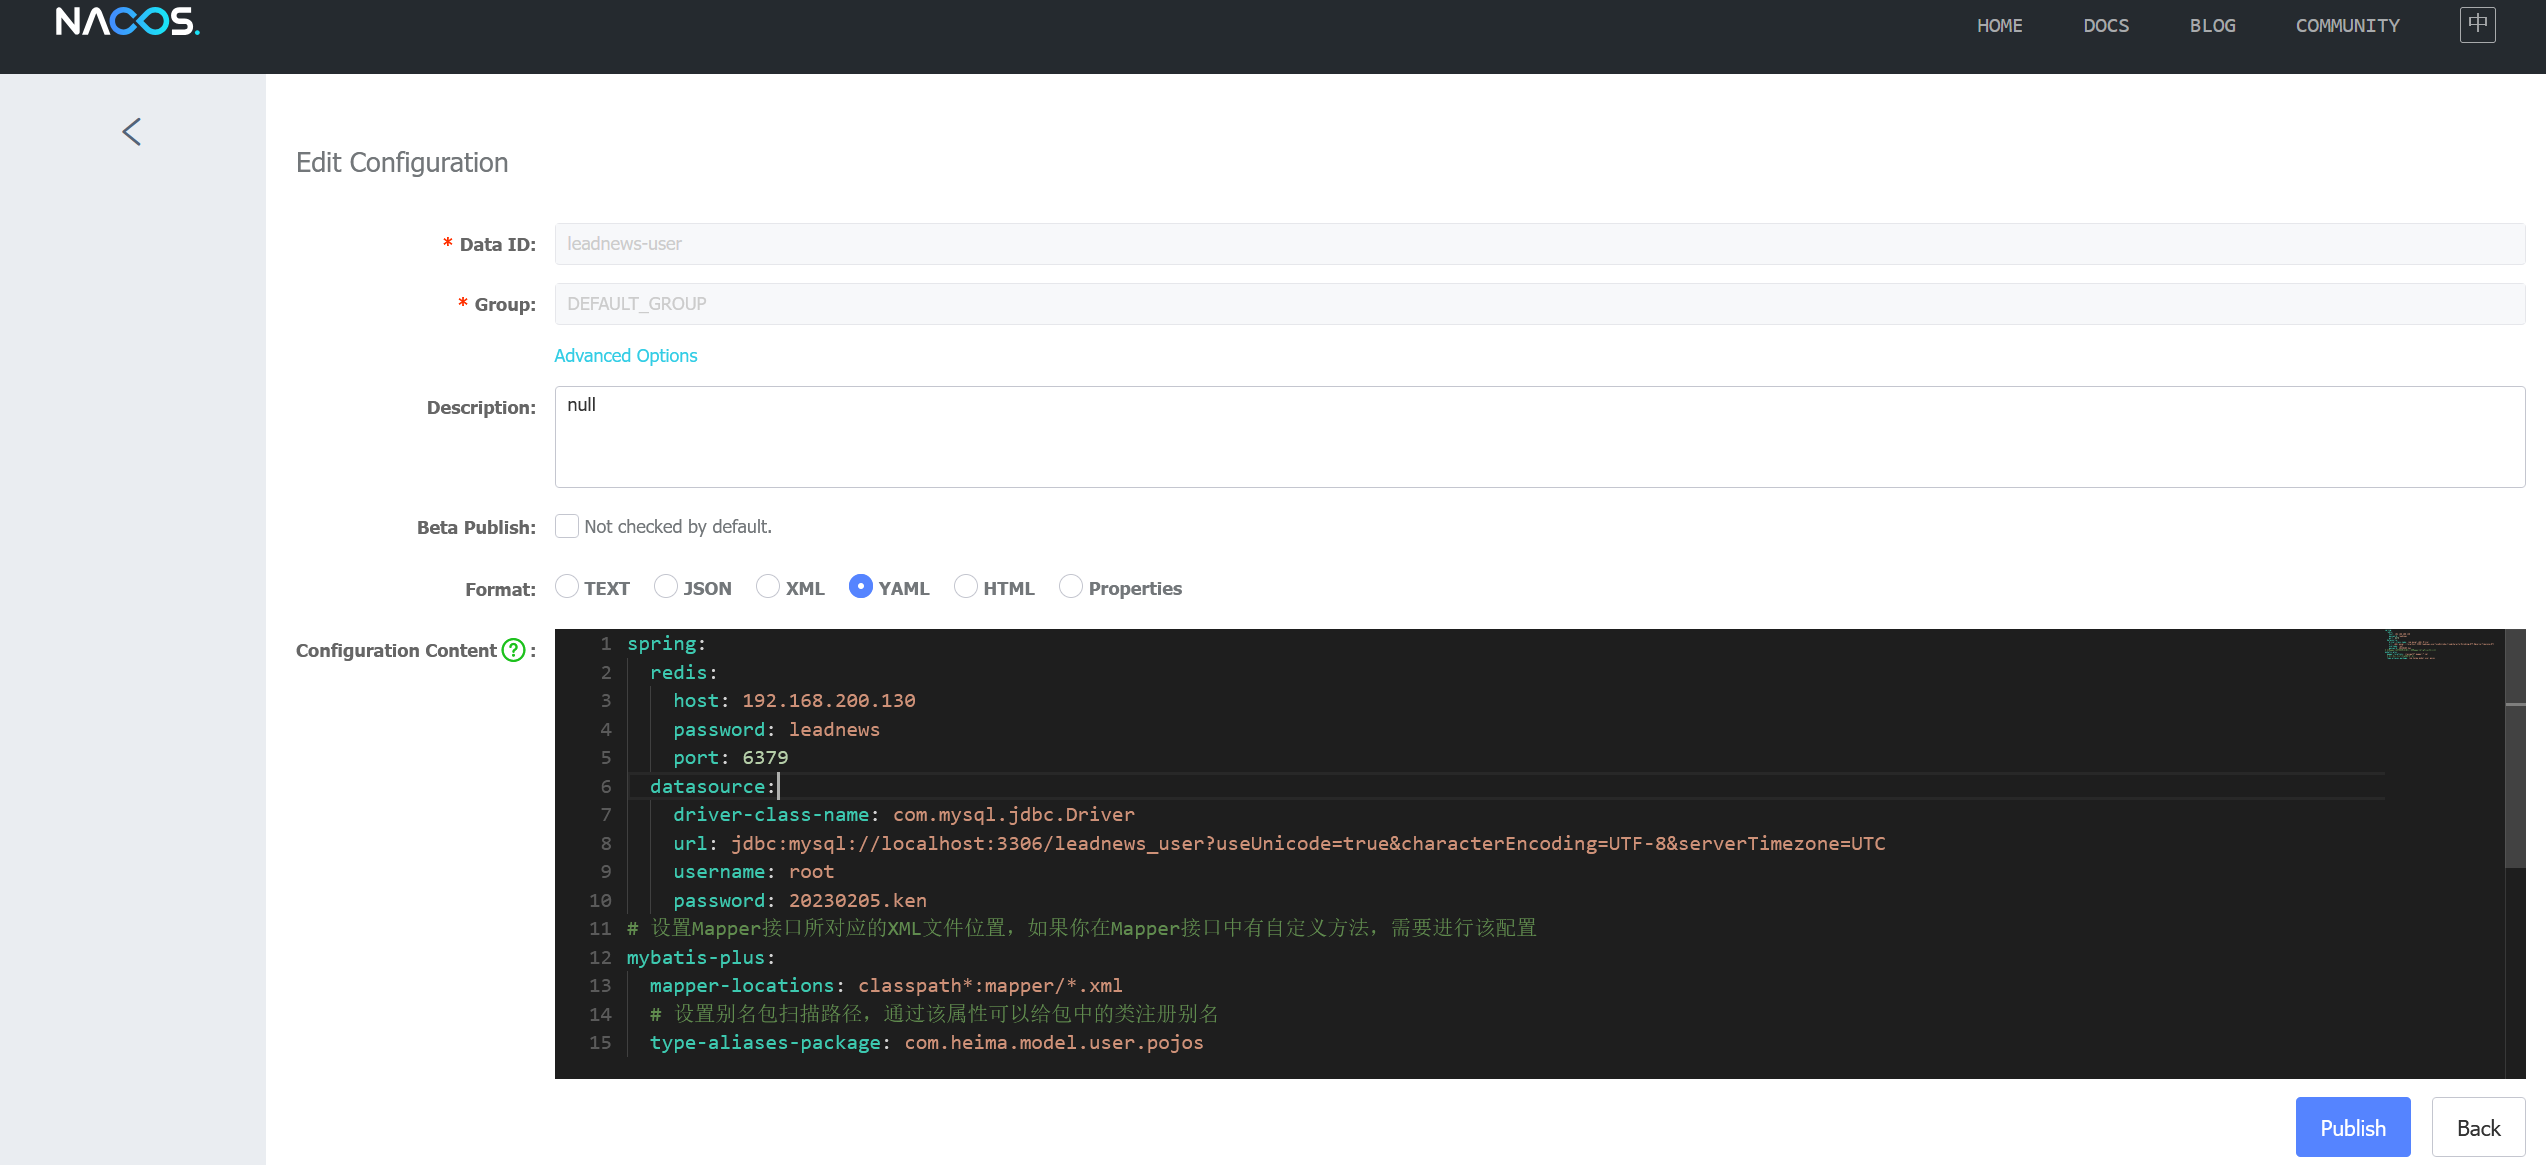 NACOS.
HOME DOCS BLOG COMMUNITY 中
Edit Configuration
* Data ID: leadnews-user
* Group: DEFAULT_GROUP
Advanced Options
Description: null
Beta Publish: Not checked by default.
Format: TEXT JSON XML YAML HTML Properties
Configuration Content ? :
1 spring:
2 redis:
3 host: 192.168.200.130
4 password: leadnews
5 port: 6379
6 datasource:
7 driver-class-name: com.mysql.jdbc.Driver
8 url: jdbc:mysql://localhost:3306/leadnews_user?useUnicode=true&characterEncoding=UTF-8&serverTimezone=UTC
9 username: root
10 password: 20230205.ken
11 # 设置Mapper接口所对应的XML文件位置，如果你在Mapper接口中有自定义方法，需要进行该配置
12 mybatis-plus:
13 mapper-locations: classpath*:mapper/*.xml
14 # 设置别名包扫描路径，通过该属性可以给包中的类注册别名
15 type-aliases-package: com.heima.model.user.pojos
Publish Back